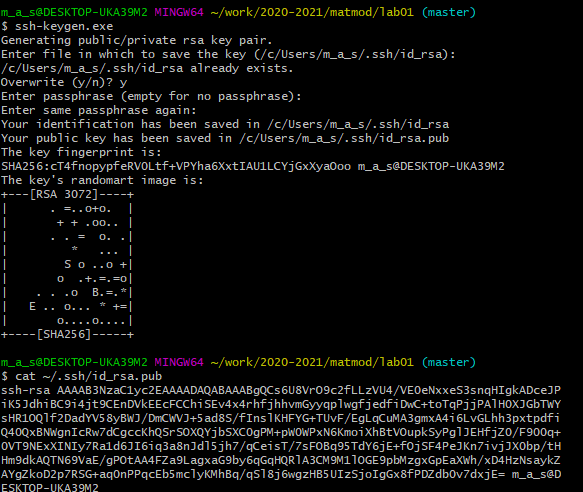 m_a_s@DESKTOP-UKA39M2 MINGW64 ~/work/2020-2021/matmod/lab01 (master)
$ ssh-keygen.exe
Generating public/private rsa key pair.
Enter file in which to save the key (/c/Users/m_a_s/.ssh/id_rsa):
/c/Users/m_a_s/.ssh/id_rsa already exists.
Overwrite (y/n)? y
Enter passphrase (empty for no passphrase):
Enter same passphrase again:
Your identification has been saved in /c/Users/m_a_s/.ssh/id_rsa
Your public key has been saved in /c/Users/m_a_s/.ssh/id_rsa.pub
The key fingerprint is:
SHA256:cT4fnopypfeRVOLtf+VPYha6XxtIAU1LCYjGxXyaOoo m_a_s@DESKTOP-UKA39M2
The key's randomart image is:
+---[RSA 3072]----+
|      . =..o+o.  |
|       + + .oo.. |
|      . . =  o. .|
|         *   ... |
|        S o ..o +|
|       o  .+.=.=o|
|    . . .o  B.=.*|
|   E .. o... * +=|
|       o....o....|
+----[SHA256]-----+
m_a_s@DESKTOP-UKA39M2 MINGW64 ~/work/2020-2021/matmod/lab01 (master)
$ cat ~/.ssh/id_rsa.pub
ssh-rsa AAAAB3NzaC1yc2EAAAADAQABAAABgQCs6U8VrO9c2fLLzVU4/VEOeNxxeS3snqHIgkADceJP
iK5JdhiBC9i4jt9CEnDVkEEcFCChiSEv4x4rhfjhhvmGyyqplwgfjedfiDwC+toTqPjjPAlHOXJGbTWY
sHR1OQlf2DadYV58yBWJ/DmCWVJ+5ad8S/fInslKHFYG+TUvF/EgLqCuMA3gmxA4i6LvGLhh3pxtpdfi
Q4OQxBNWgnIcRw7dCgccKhQSrSOXQYjbSXCOgPM+pWOWPxN6KmoiXhBtVOupkSyPglJEHfjZO/F9OOq+
OVT9NExXINIy7Ra1d6JI6iq3a8nJdl5jh7/qCeisT/7sFOBq95TdY6jE+fOjSF4PeJKn7ivjJXObp/tH
Hm9dkAQTN69VaE/gPOtAA4FZa9LagxaG9by6qGqHQRlA3CM9M1lOGE9pbMzgxGpEaXWh/xD4HzNsaykZ
AYgZkoD2p7RSG+aqOnPPqcEb5mclyKMhBq/qSl8j6wgzHB5UIzSjoIgGx8fPDZdbOv7dxjE= m_a_s@D
ESKTOP-UKA39M2